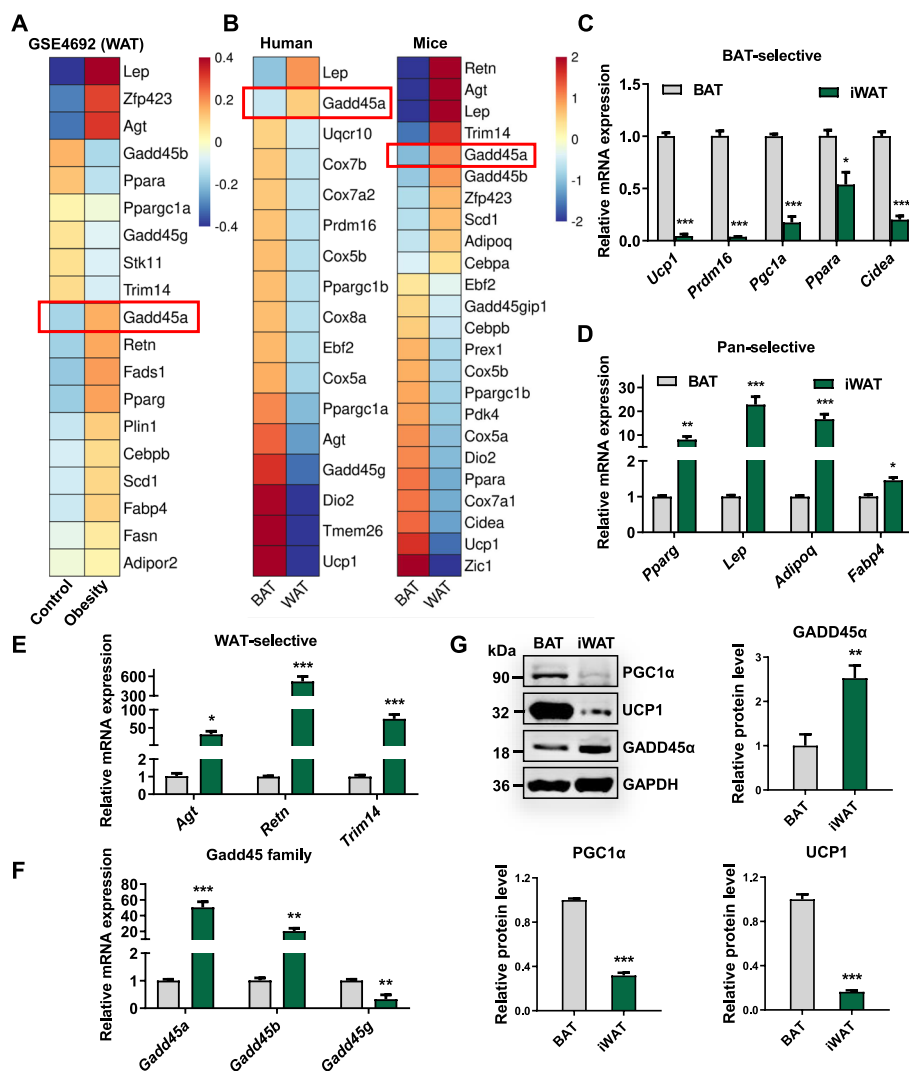 A
GSE4692 (WAT)
Lep
Zfp423
Agt
Gadd45b
Ppara
Ppargc1a
Gadd45g
Stk11
Trim14
Gadd45a
Retn
Fads1
Pparg
Plin1
Cebpb
Scd1
Fabp4
Fasn
Adipor2
Control
Obesity
0.4
0.2
0
-0.2
-0.4
B
Human
Lep
Gadd45a
Uqcr10
Cox7b
Cox7a2
Prdm16
Cox5b
Ppargc1b
Cox8a
Ebf2
Cox5a
Ppargc1a
Agt
Gadd45g
Dio2
Tmem26
Ucp1
BAT
WAT
Mice
Retn
Agt
Lep
Trim14
Gadd45a
Gadd45b
Zfp423
Scd1
Adipoq
Cebpa
Ebf2
Gadd45gip1
Cebpb
Prex1
Cox5b
Ppargc1b
Pdk4
Cox5a
Dio2
Ppara
Cox7a1
Cidea
Ucp1
Zic1
BAT
WAT
2
1
0
-1
-2
C
BAT-selective
BAT
iWAT
Relative mRNA expression
1.5
1.0
0.5
0.0
***
***
***
*
***
Ucp1
Prdm16
Pgc1a
Ppara
Cidea
D
Pan-selective
BAT
iWAT
Relative mRNA expression
30
20
10
2
1
0
**
***
***
*
Pparg
Lep
Adipoq
Fabp4
E
WAT-selective
Relative mRNA expression
600
300
100
50
2
1
0
*
***
***
Agt
Retn
Trim14
F
Gadd45 family
Relative mRNA expression
80
60
40
20
2
1
0
***
**
**
Gadd45a
Gadd45b
Gadd45g
G
kDa
BAT iWAT
90
PGC1α
32
UCP1
18
GADD45α
36
GAPDH
GADD45α
Relative protein level
3
2
1
0
**
BAT
iWAT
PGC1α
Relative protein level
1.2
0.8
0.4
0.0
***
BAT
iWAT
UCP1
Relative protein level
1.2
0.8
0.4
0.0
***
BAT
iWAT